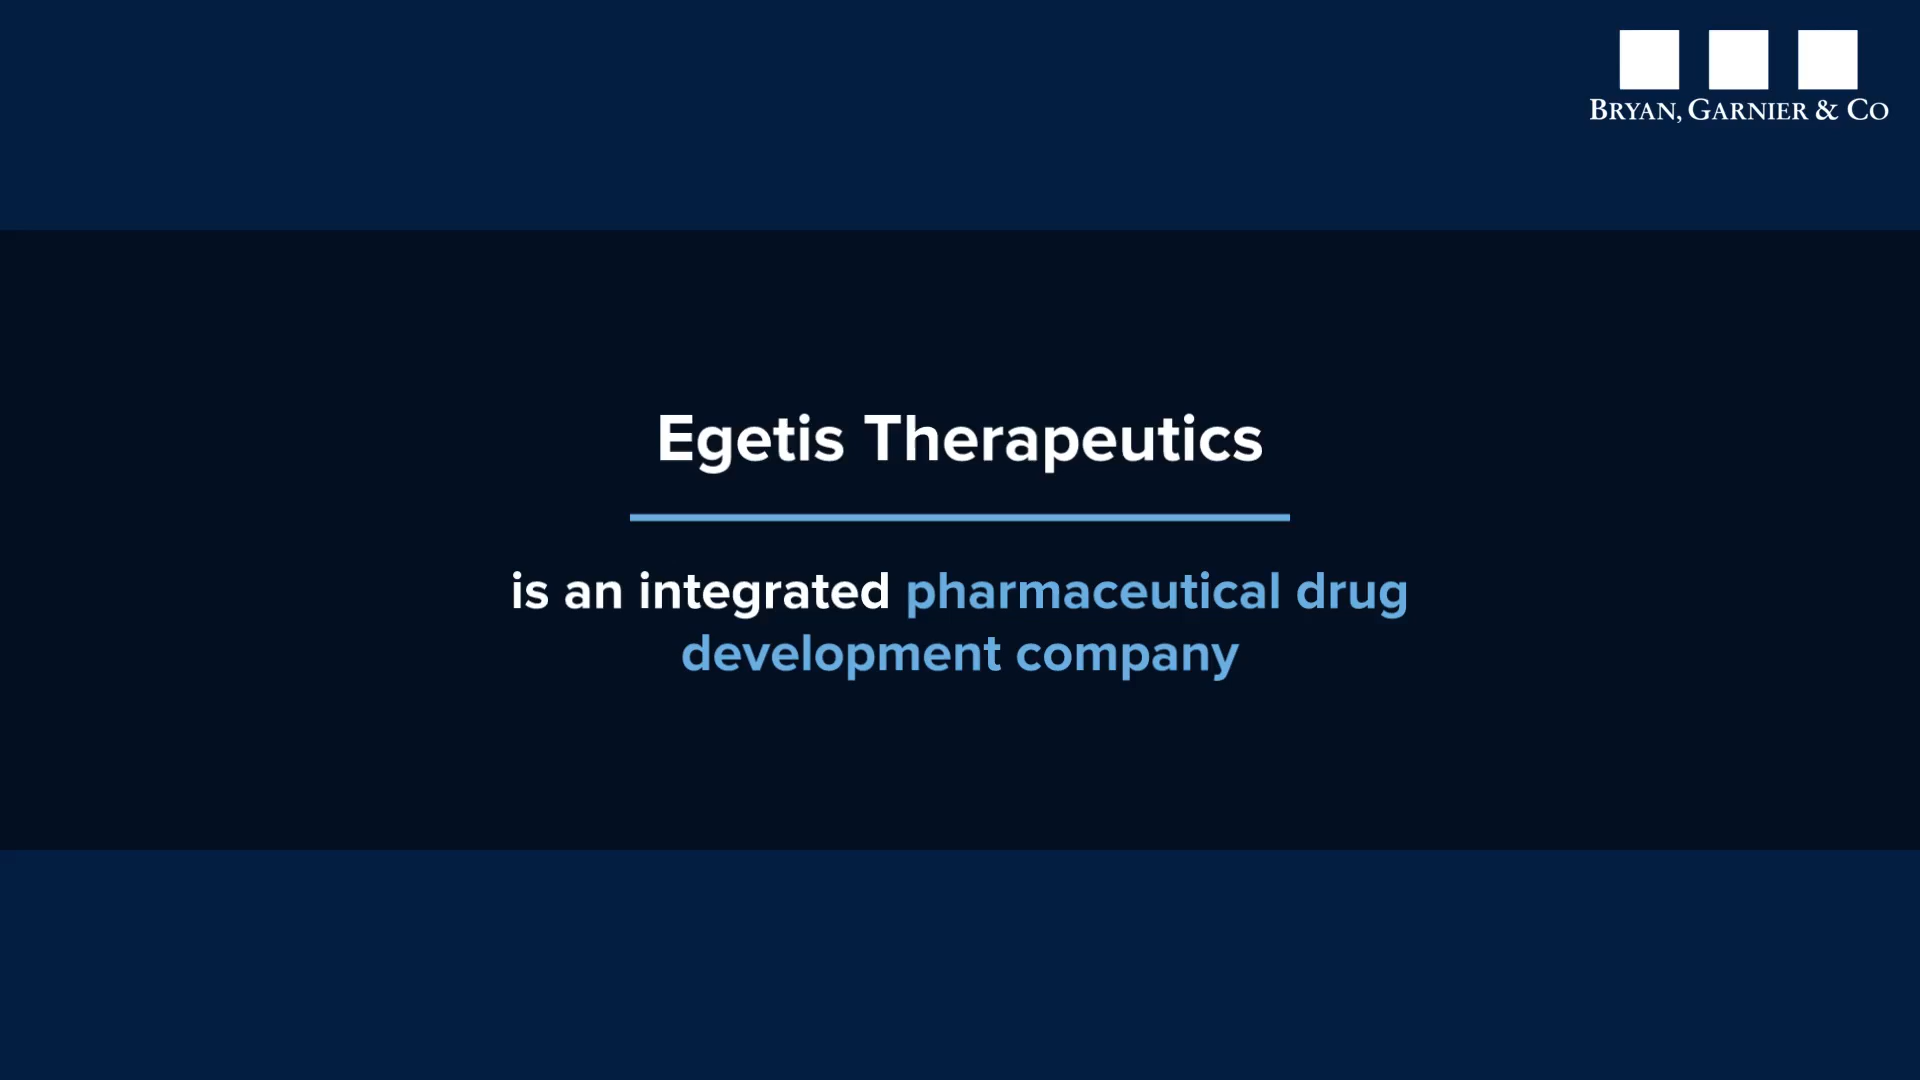 BRYAN, GARNIER & CO
Egetis Therapeutics
is an integrated pharmaceutical drug
development company